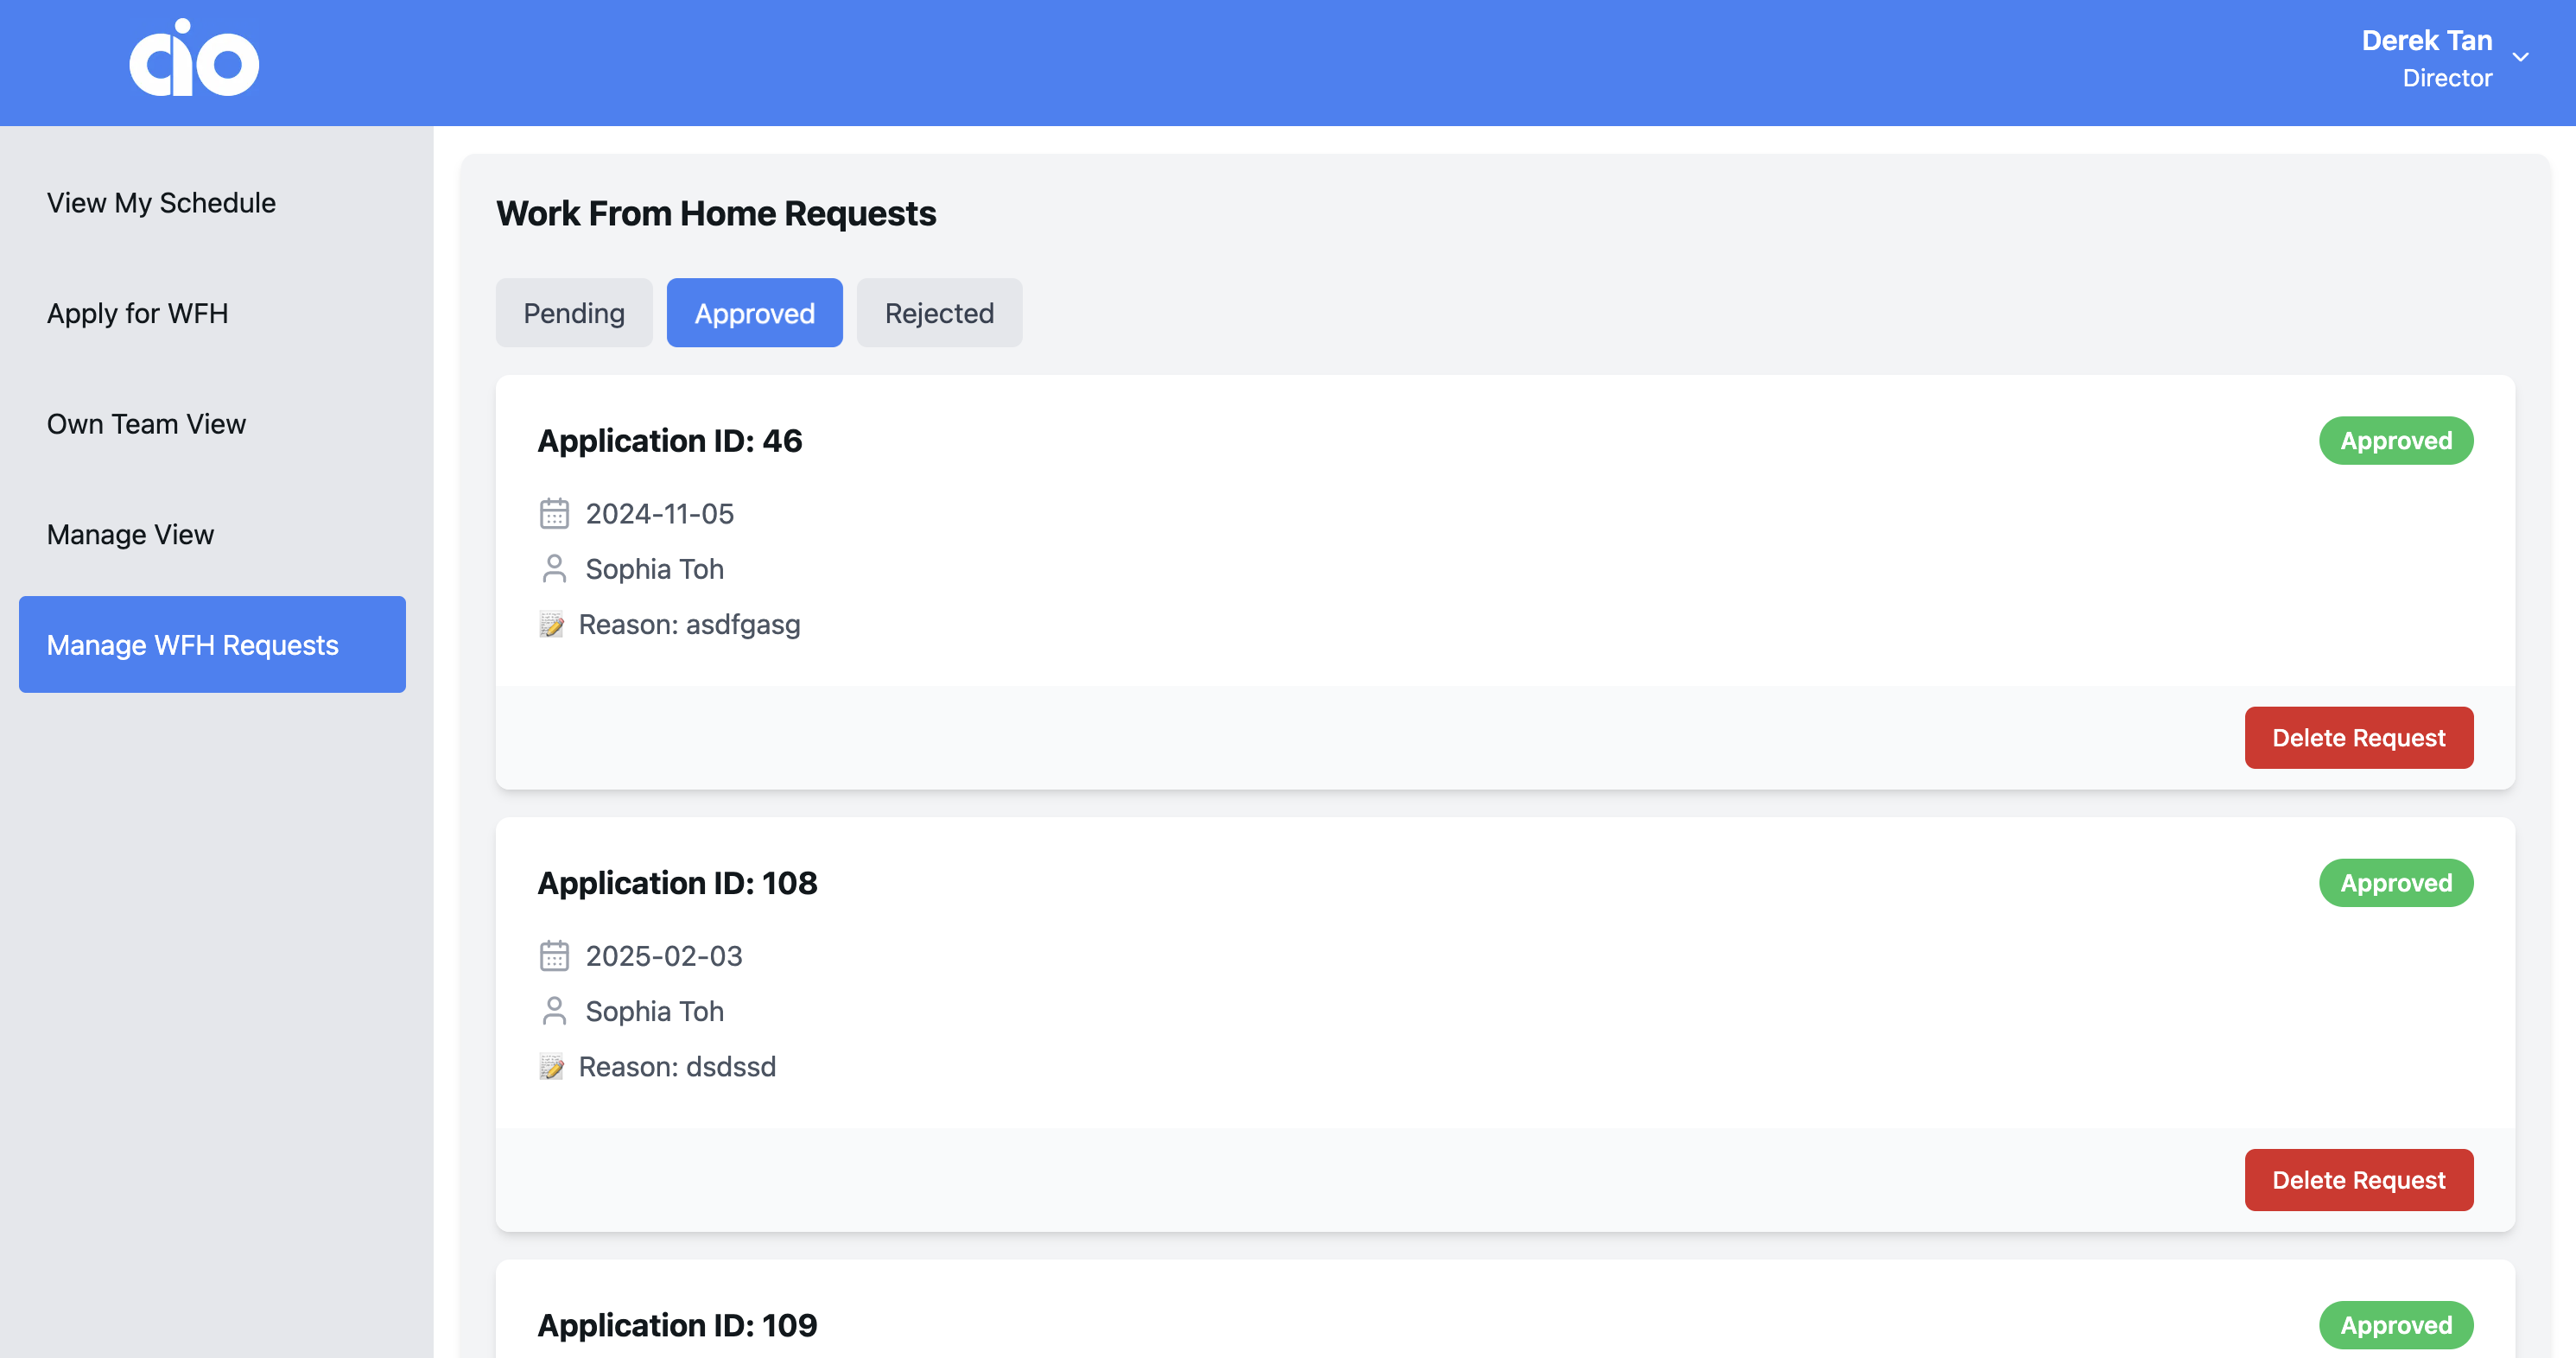 aio
Derek Tan
Director
View My Schedule
Apply for WFH
Own Team View
Manage View
Manage WFH Requests
Work From Home Requests
Pending
Approved
Rejected
Application ID: 46
Approved
2024-11-05
Sophia Toh
Reason: asdfgasg
Delete Request
Application ID: 108
Approved
2025-02-03
Sophia Toh
Reason: dsdssd
Delete Request
Application ID: 109
Approved